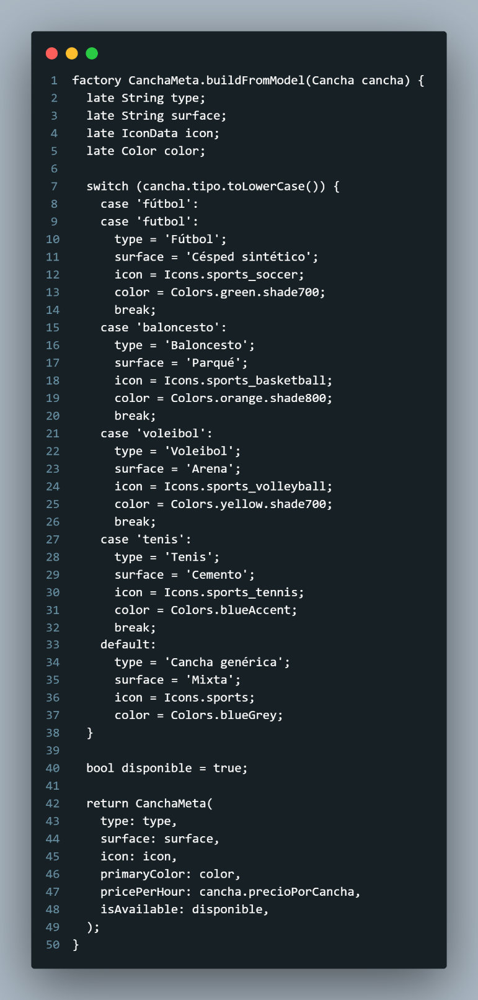 1 factory CanchaMeta.buildFromModel(Cancha cancha) {
2   late String type;
3   late String surface;
4   late IconData icon;
5   late Color color;
6
7   switch (cancha.tipo.toLowerCase()) {
8     case 'fútbol':
9     case 'futbol':
10       type = 'Fútbol';
11       surface = 'Césped sintético';
12       icon = Icons.sports_soccer;
13       color = Colors.green.shade700;
14       break;
15     case 'baloncesto':
16       type = 'Baloncesto';
17       surface = 'Parqué';
18       icon = Icons.sports_basketball;
19       color = Colors.orange.shade800;
20       break;
21     case 'voleibol':
22       type = 'Voleibol';
23       surface = 'Arena';
24       icon = Icons.sports_volleyball;
25       color = Colors.yellow.shade700;
26       break;
27     case 'tenis':
28       type = 'Tenis';
29       surface = 'Cemento';
30       icon = Icons.sports_tennis;
31       color = Colors.blueAccent;
32       break;
33     default:
34       type = 'Cancha genérica';
35       surface = 'Mixta';
36       icon = Icons.sports;
37       color = Colors.blueGrey;
38   }
39
40   bool disponible = true;
41
42   return CanchaMeta(
43     type: type,
44     surface: surface,
45     icon: icon,
46     primaryColor: color,
47     pricePerHour: cancha.precioPorCancha,
48     isAvailable: disponible,
49   );
50 }